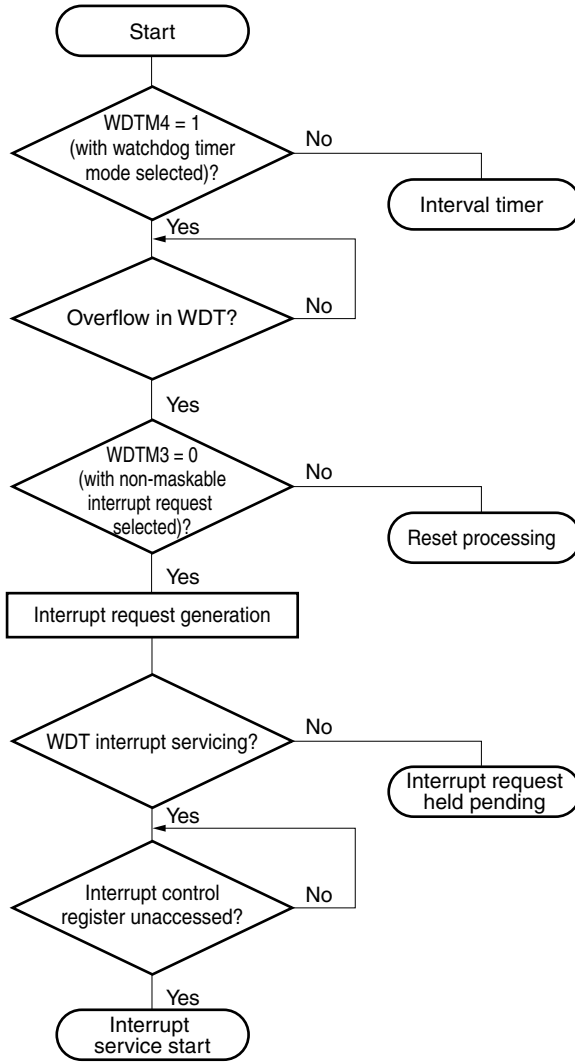 Start
WDTM4 = 1
(with watchdog timer
mode selected)?
No
Interval timer
Yes
Overflow in WDT?
No
Yes
WDTM3 = 0
(with non-maskable
interrupt request
selected)?
No
Reset processing
Yes
Interrupt request generation
WDT interrupt servicing?
No
Interrupt request
held pending
Yes
Interrupt control
register unaccessed?
No
Yes
Interrupt
service start